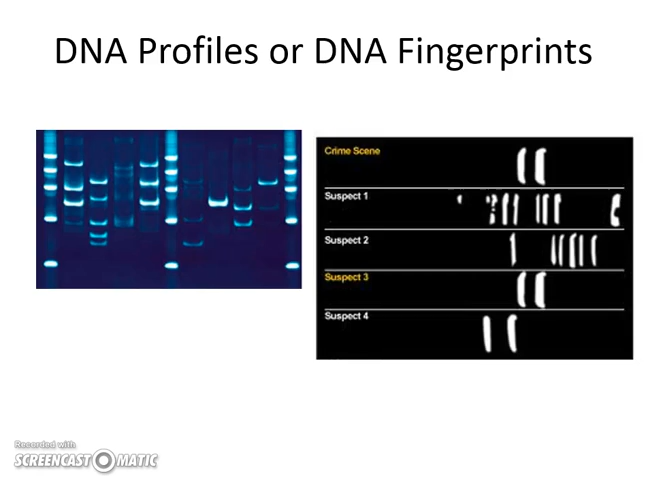 DNA Profiles or DNA Fingerprints
Crime Scene
Suspect 1
Suspect 2
Suspect 3
Suspect 4
Recorded with
SCREENCAST O MATIC